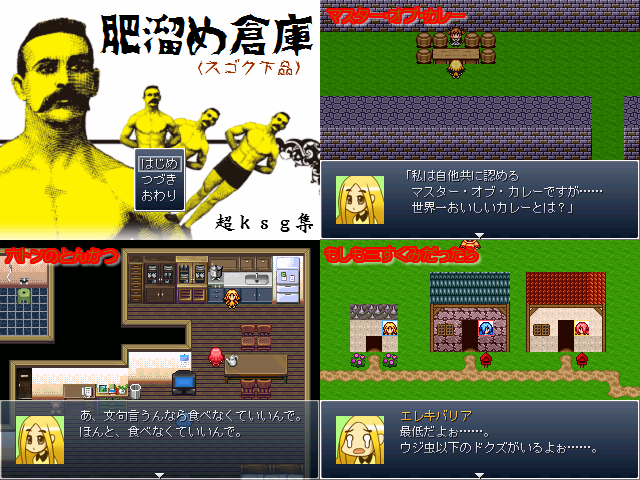 肥溜め倉庫
(スゴク下品)
はじめ
つづき
おわり
超ksg集
マスター・オブ・カレー
「私は自他共に認める
マスター・オブ・カレーですが……
世界一おいしいカレーとは？」
ハトンのとんかつ
あ、文句言うんなら食べなくていいんで。
ほんと、食べなくていいんで。
もしも三すくみだったら
エレキバリア
最低だよぉ……。
ウジ虫以下のドクズがいるよぉ……。